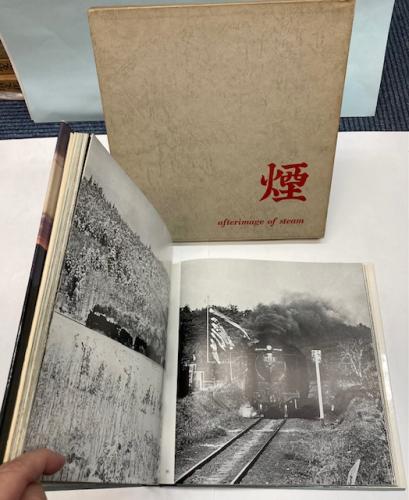 煙
afterimage of steam